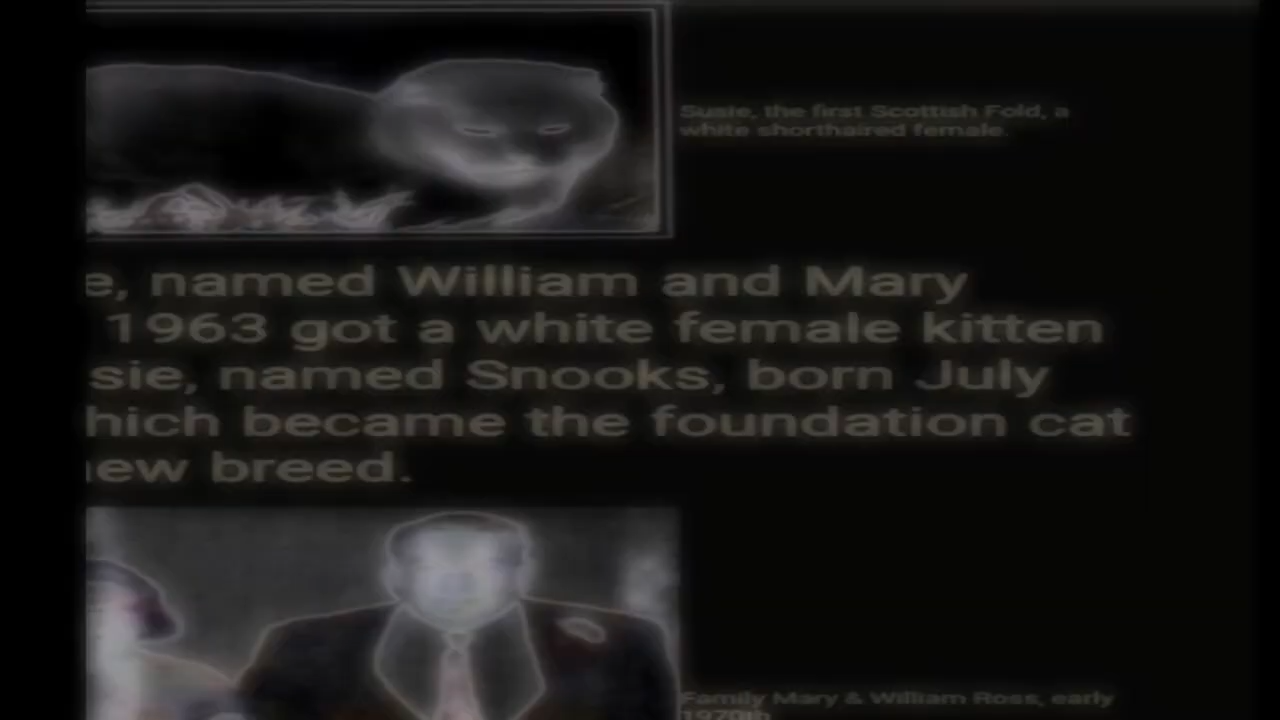 Susie, the first Scottish Fold, a
white shorthaired female.
e, named William and Mary
1963 got a white female kitten
sie, named Snooks, born July
hich became the foundation cat
ew breed.
Family Mary & William Ross, early
1970th